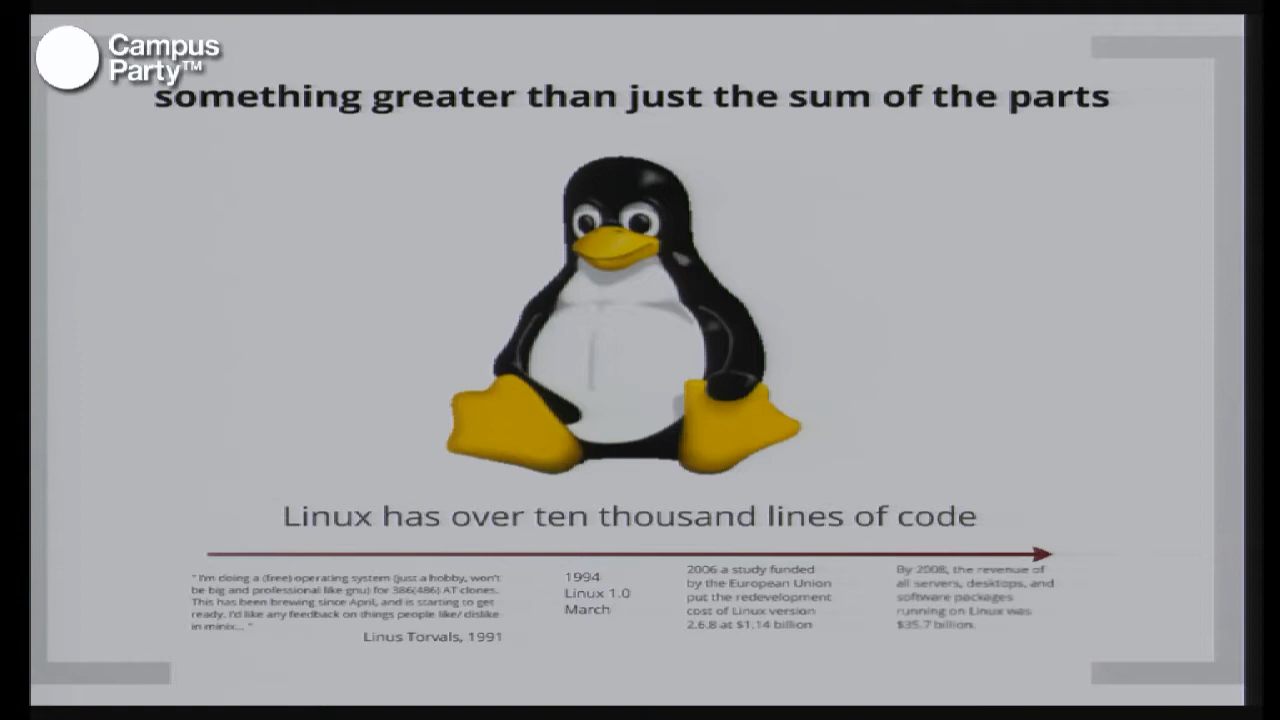 Campus
Party™
something greater than just the sum of the parts
Linux has over ten thousand lines of code
" I'm doing a (free) operating system (just a hobby, won't
be big and professional like gnu) for 386(486) AT clones.
This has been brewing since April, and is starting to get
ready. I'd like any feedback on things people like/ dislike
in minix... "
Linus Torvals, 1991
1994
Linux 1.0
March
2006 a study funded
by the European Union
put the redevelopment
cost of Linux version
2.6.8 at $1.14 billion
By 2008, the revenue of
all servers, desktops, and
software packages
running on Linux was
$35.7 billion.